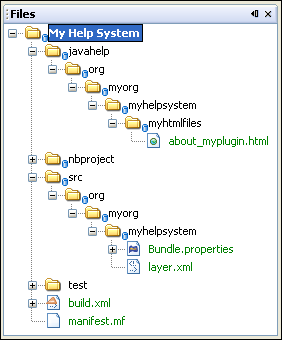 Files
My Help System
javahelp
org
myorg
myhelpsystem
myhtmlfiles
about_myplugin.html
nbproject
src
org
myorg
myhelpsystem
Bundle.properties
layer.xml
test
build.xml
manifest.mf